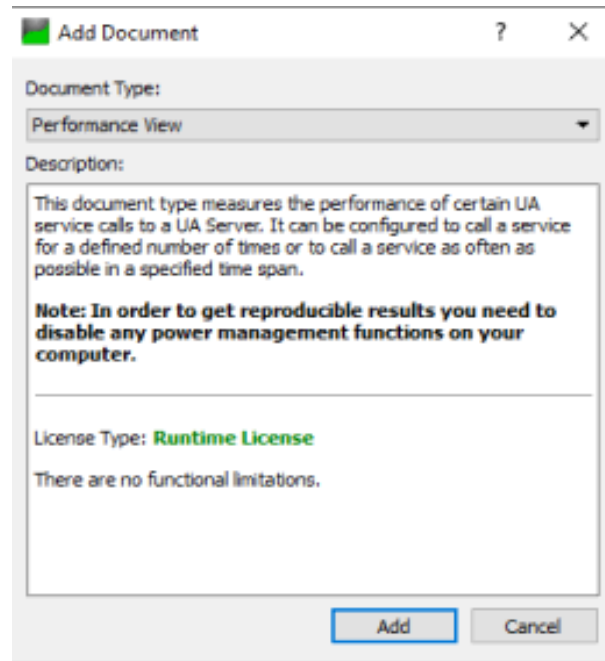 Add Document
Document Type:
Performance View
Description:
This document type measures the performance of certain UA
service calls to a UA Server. It can be configured to call a service
for a defined number of times or to call a service as often as
possible in a specified time span.
Note: In order to get reproducible results you need to
disable any power management functions on your
computer.
License Type: Runtime License
There are no functional limitations.
Add Cancel